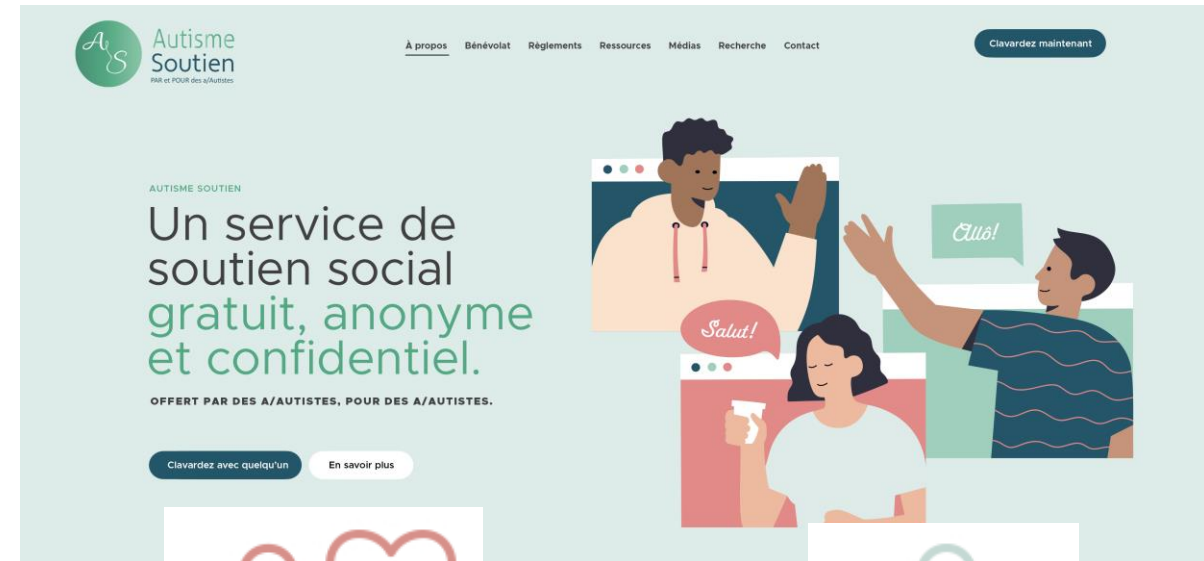 AS
Autisme
Soutien
PAR et POUR des a/Autistes
À propos Bénévolat Règlements Ressources Médias Recherche Contact
Clavardez maintenant
AUTISME SOUTIEN
Un service de
soutien social
gratuit, anonyme
et confidentiel.
OFFERT PAR DES A/AUTISTES, POUR DES A/AUTISTES.
Clavardez avec quelqu'un
En savoir plus
Allô!
Salut!